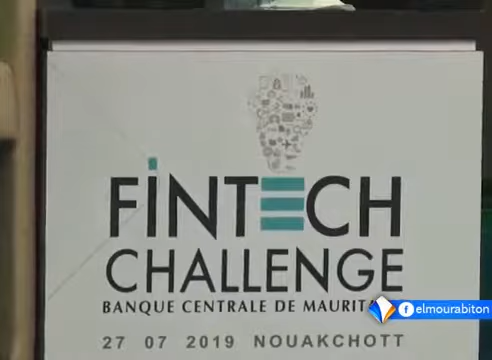 FiNTECH
CHALLENGE
BANQUE CENTRALE DE MAURITA
27 07 2019 NOUAKCHOTT
f elmourabiton